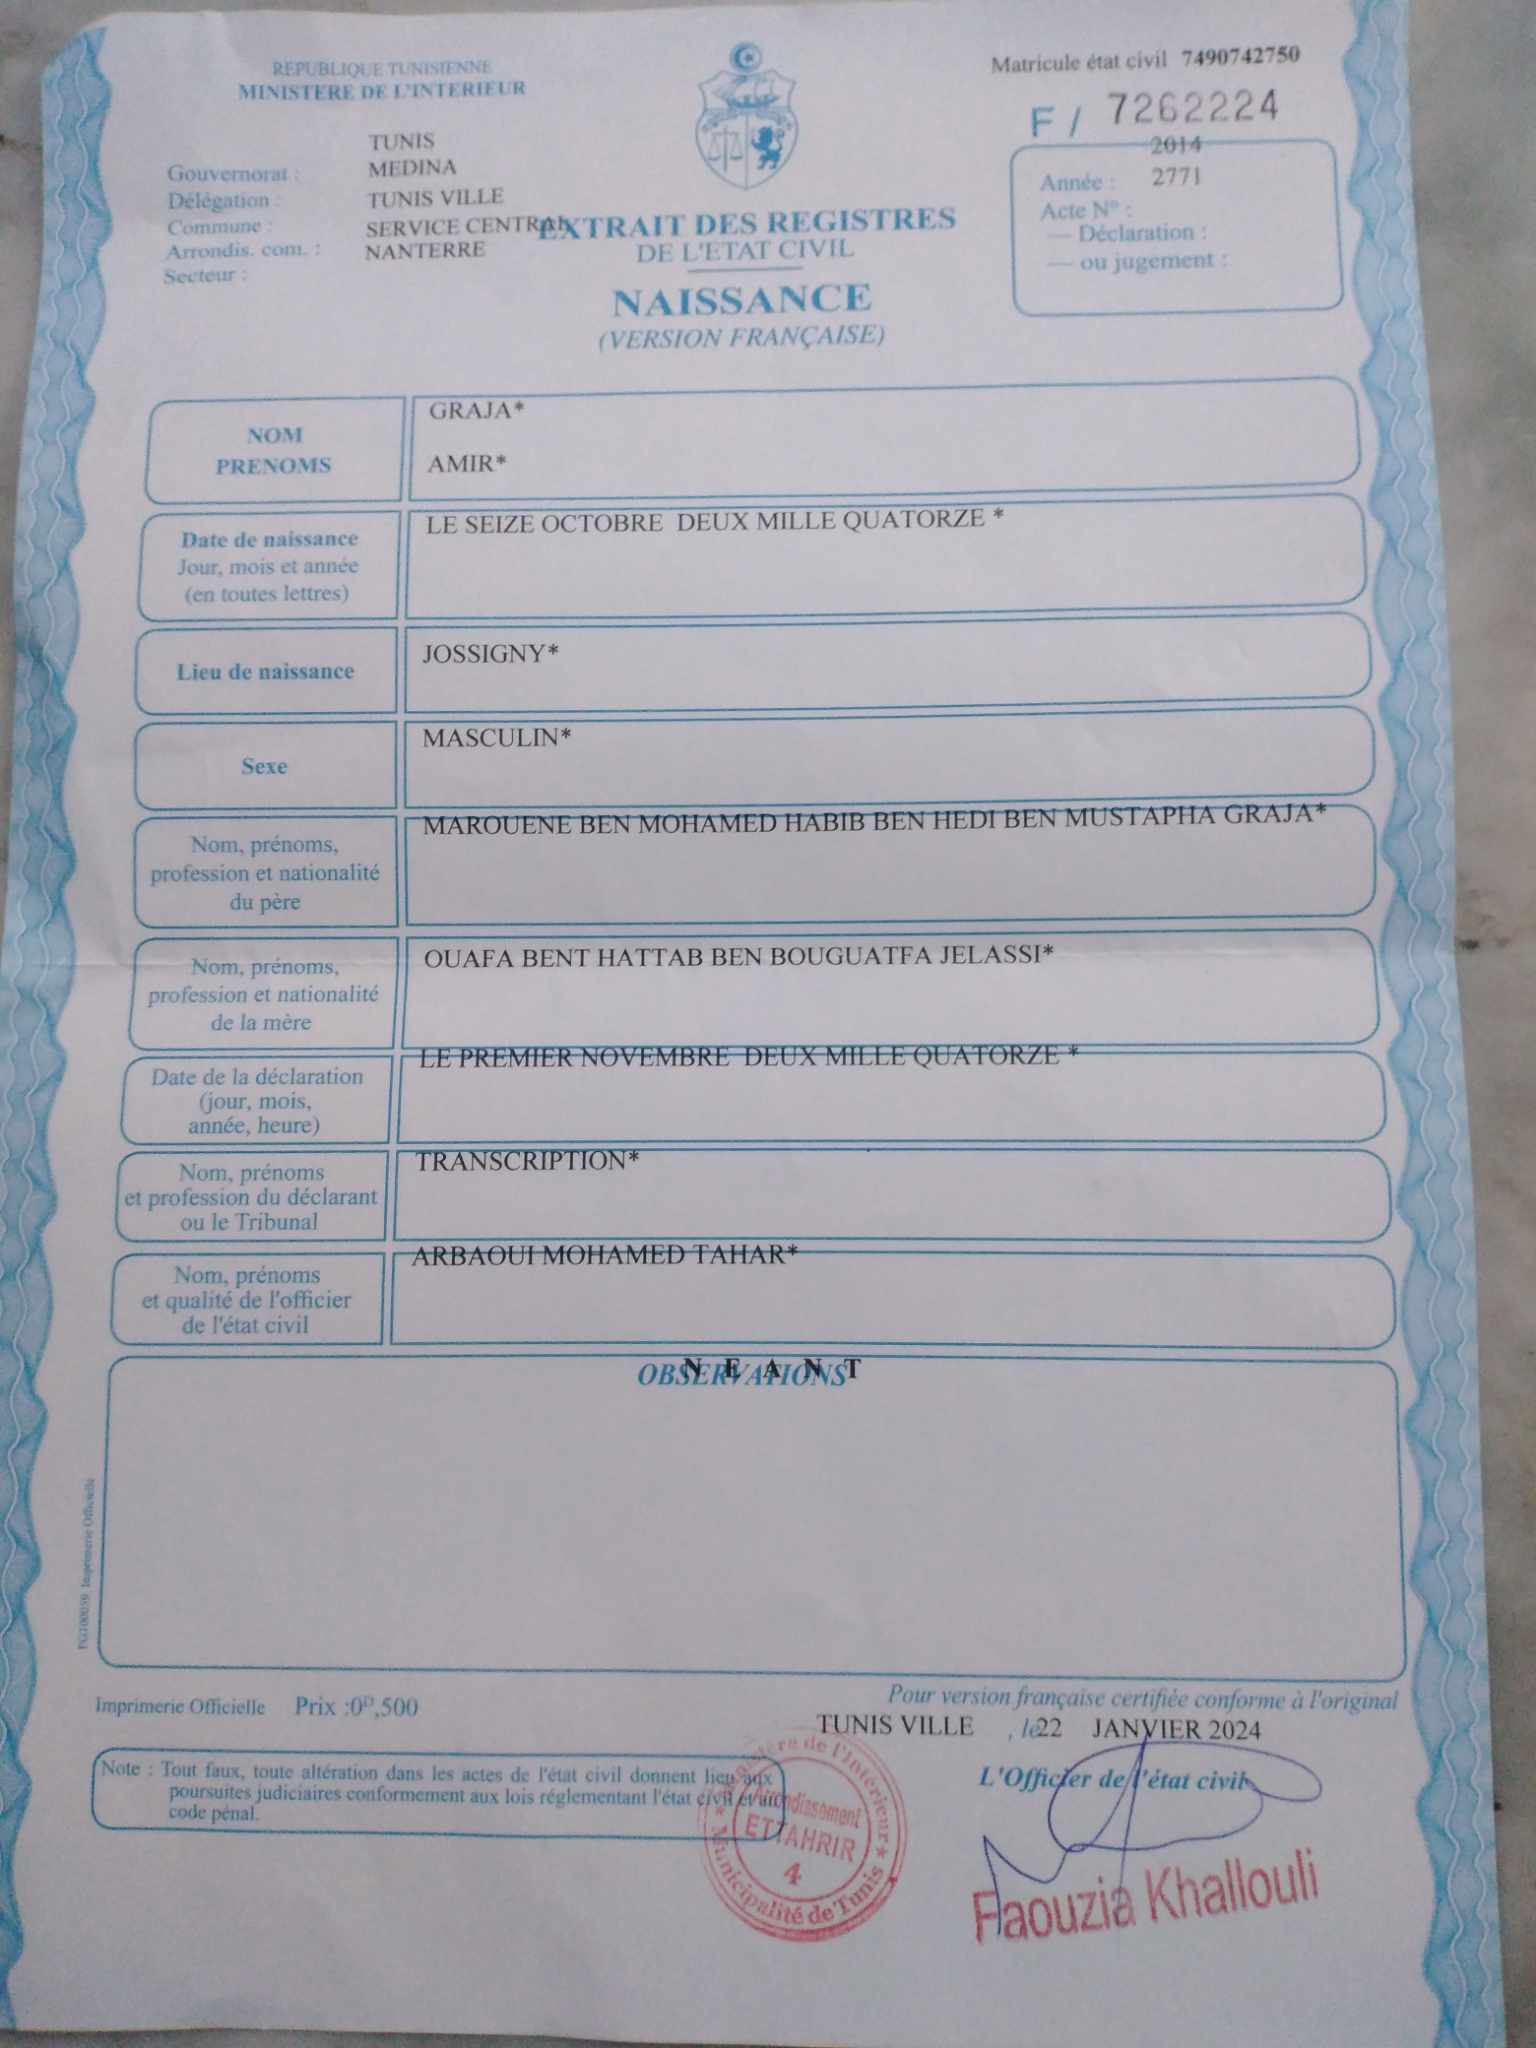 REPUBLIQUE TUNISIENNE
MINISTERE DE L'INTERIEUR
Matricule état civil 7490742750
F / 7262224
Gouvernorat : TUNIS
Délégation : MEDINA
Commune : TUNIS VILLE
Arrondis. com. : SERVICE CENTRAL
Secteur : NANTERRE
EXTRAIT DES REGISTRES
DE L'ETAT CIVIL
NAISSANCE
(VERSION FRANÇAISE)
2014
Année : 2771
Acte N° :
— Déclaration :
— ou jugement :
NOM
PRENOMS
GRAJA*
AMIR*
Date de naissance
Jour, mois et année
(en toutes lettres)
LE SEIZE OCTOBRE DEUX MILLE QUATORZE *
Lieu de naissance
JOSSIGNY*
Sexe
MASCULIN*
Nom, prénoms,
profession et nationalité
du père
MAROUENE BEN MOHAMED HABIB BEN HEDI BEN MUSTAPHA GRAJA*
Nom, prénoms,
profession et nationalité
de la mère
OUAFA BENT HATTAB BEN BOUGUATFA JELASSI*
Date de la déclaration
(jour, mois,
année, heure)
LE PREMIER NOVEMBRE DEUX MILLE QUATORZE *
Nom, prénoms
et profession du déclarant
ou le Tribunal
TRANSCRIPTION*
Nom, prénoms
et qualité de l'officier
de l'état civil
ARBAOUI MOHAMED TAHAR*
OBSERVATIONS
N E A N T
Imprimerie Officielle
Imprimerie Officielle Prix :0D,500
Pour version française certifiée conforme à l'original
TUNIS VILLE , le 22 JANVIER 2024
L'Officier de l'état civil
Note : Tout faux, toute altération dans les actes de l'état civil donnent lieu aux
poursuites judiciaires conformement aux lois réglementant l'état civil et au
code pénal.
Ministère de l'Intérieur
Arrondissement
ETTAHRIR
4
Municipalité de Tunis
Faouzia Khallouli